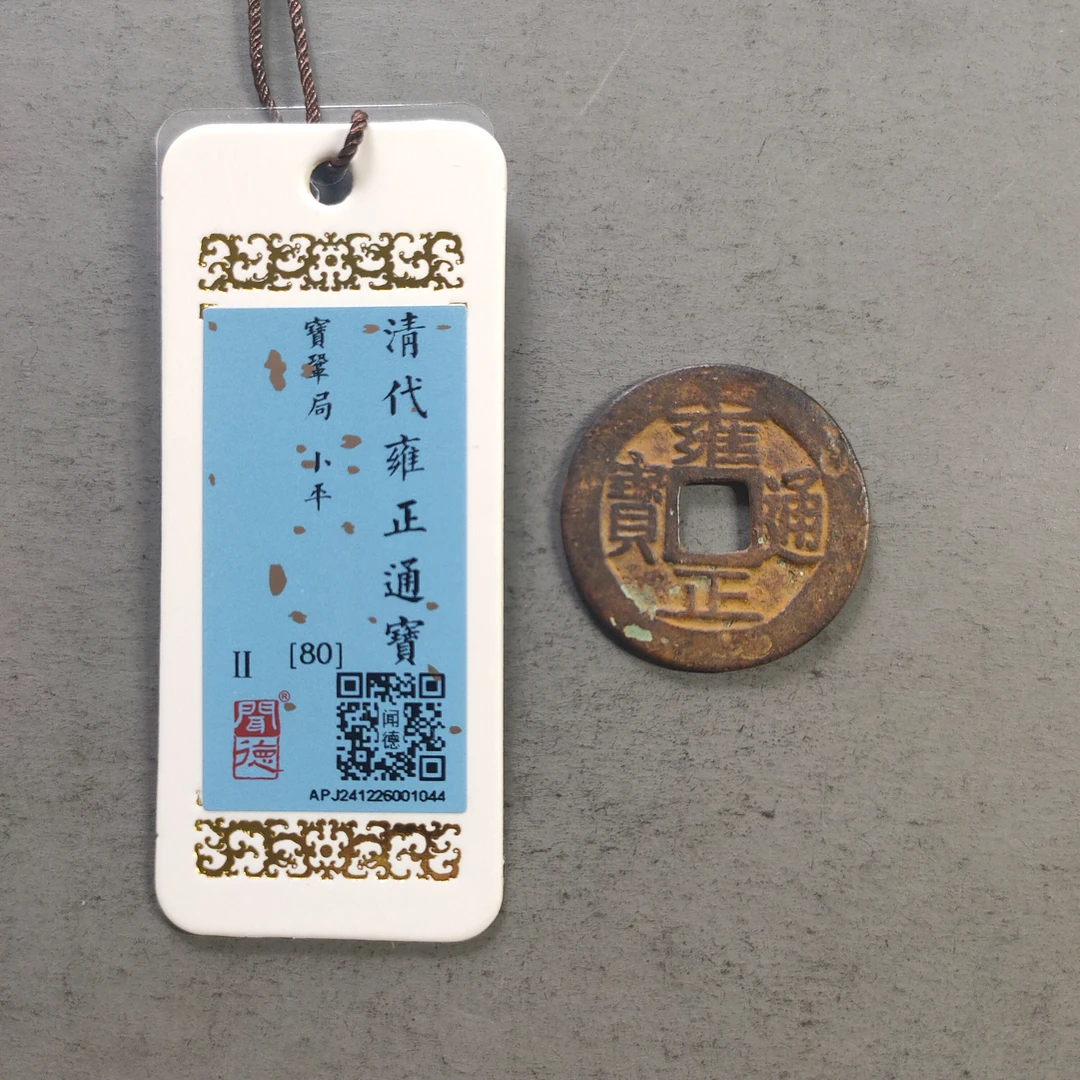 清代雍正通寶
寶鞏局 小平
[80]
II
聞德®
闻德
APJ241226001044
雍正通寶